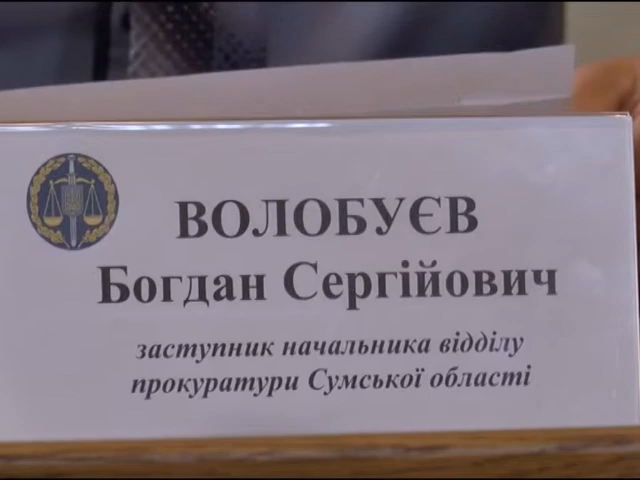 ВОЛОБУЄВ
Богдан Сергійович
заступник начальника відділу
прокуратури Сумської області